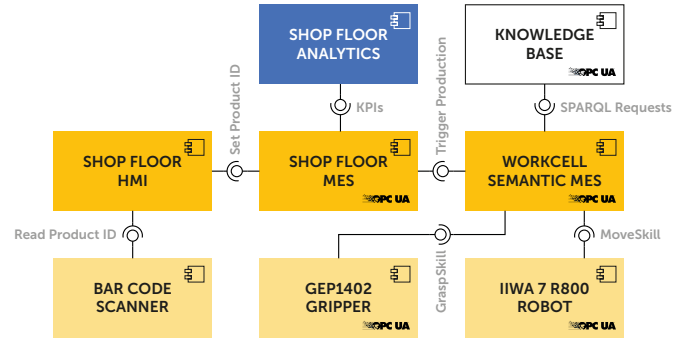 SHOP FLOOR
ANALYTICS
KNOWLEDGE
BASE
OPC UA
Set Product ID
KPIs
Trigger Production
SPARQL Requests
SHOP FLOOR
HMI
SHOP FLOOR
MES
OPC UA
WORKCELL
SEMANTIC MES
OPC UA
Read Product ID
GraspSkill
MoveSkill
BAR CODE
SCANNER
GEP1402
GRIPPER
OPC UA
IIWA 7 R800
ROBOT
OPC UA